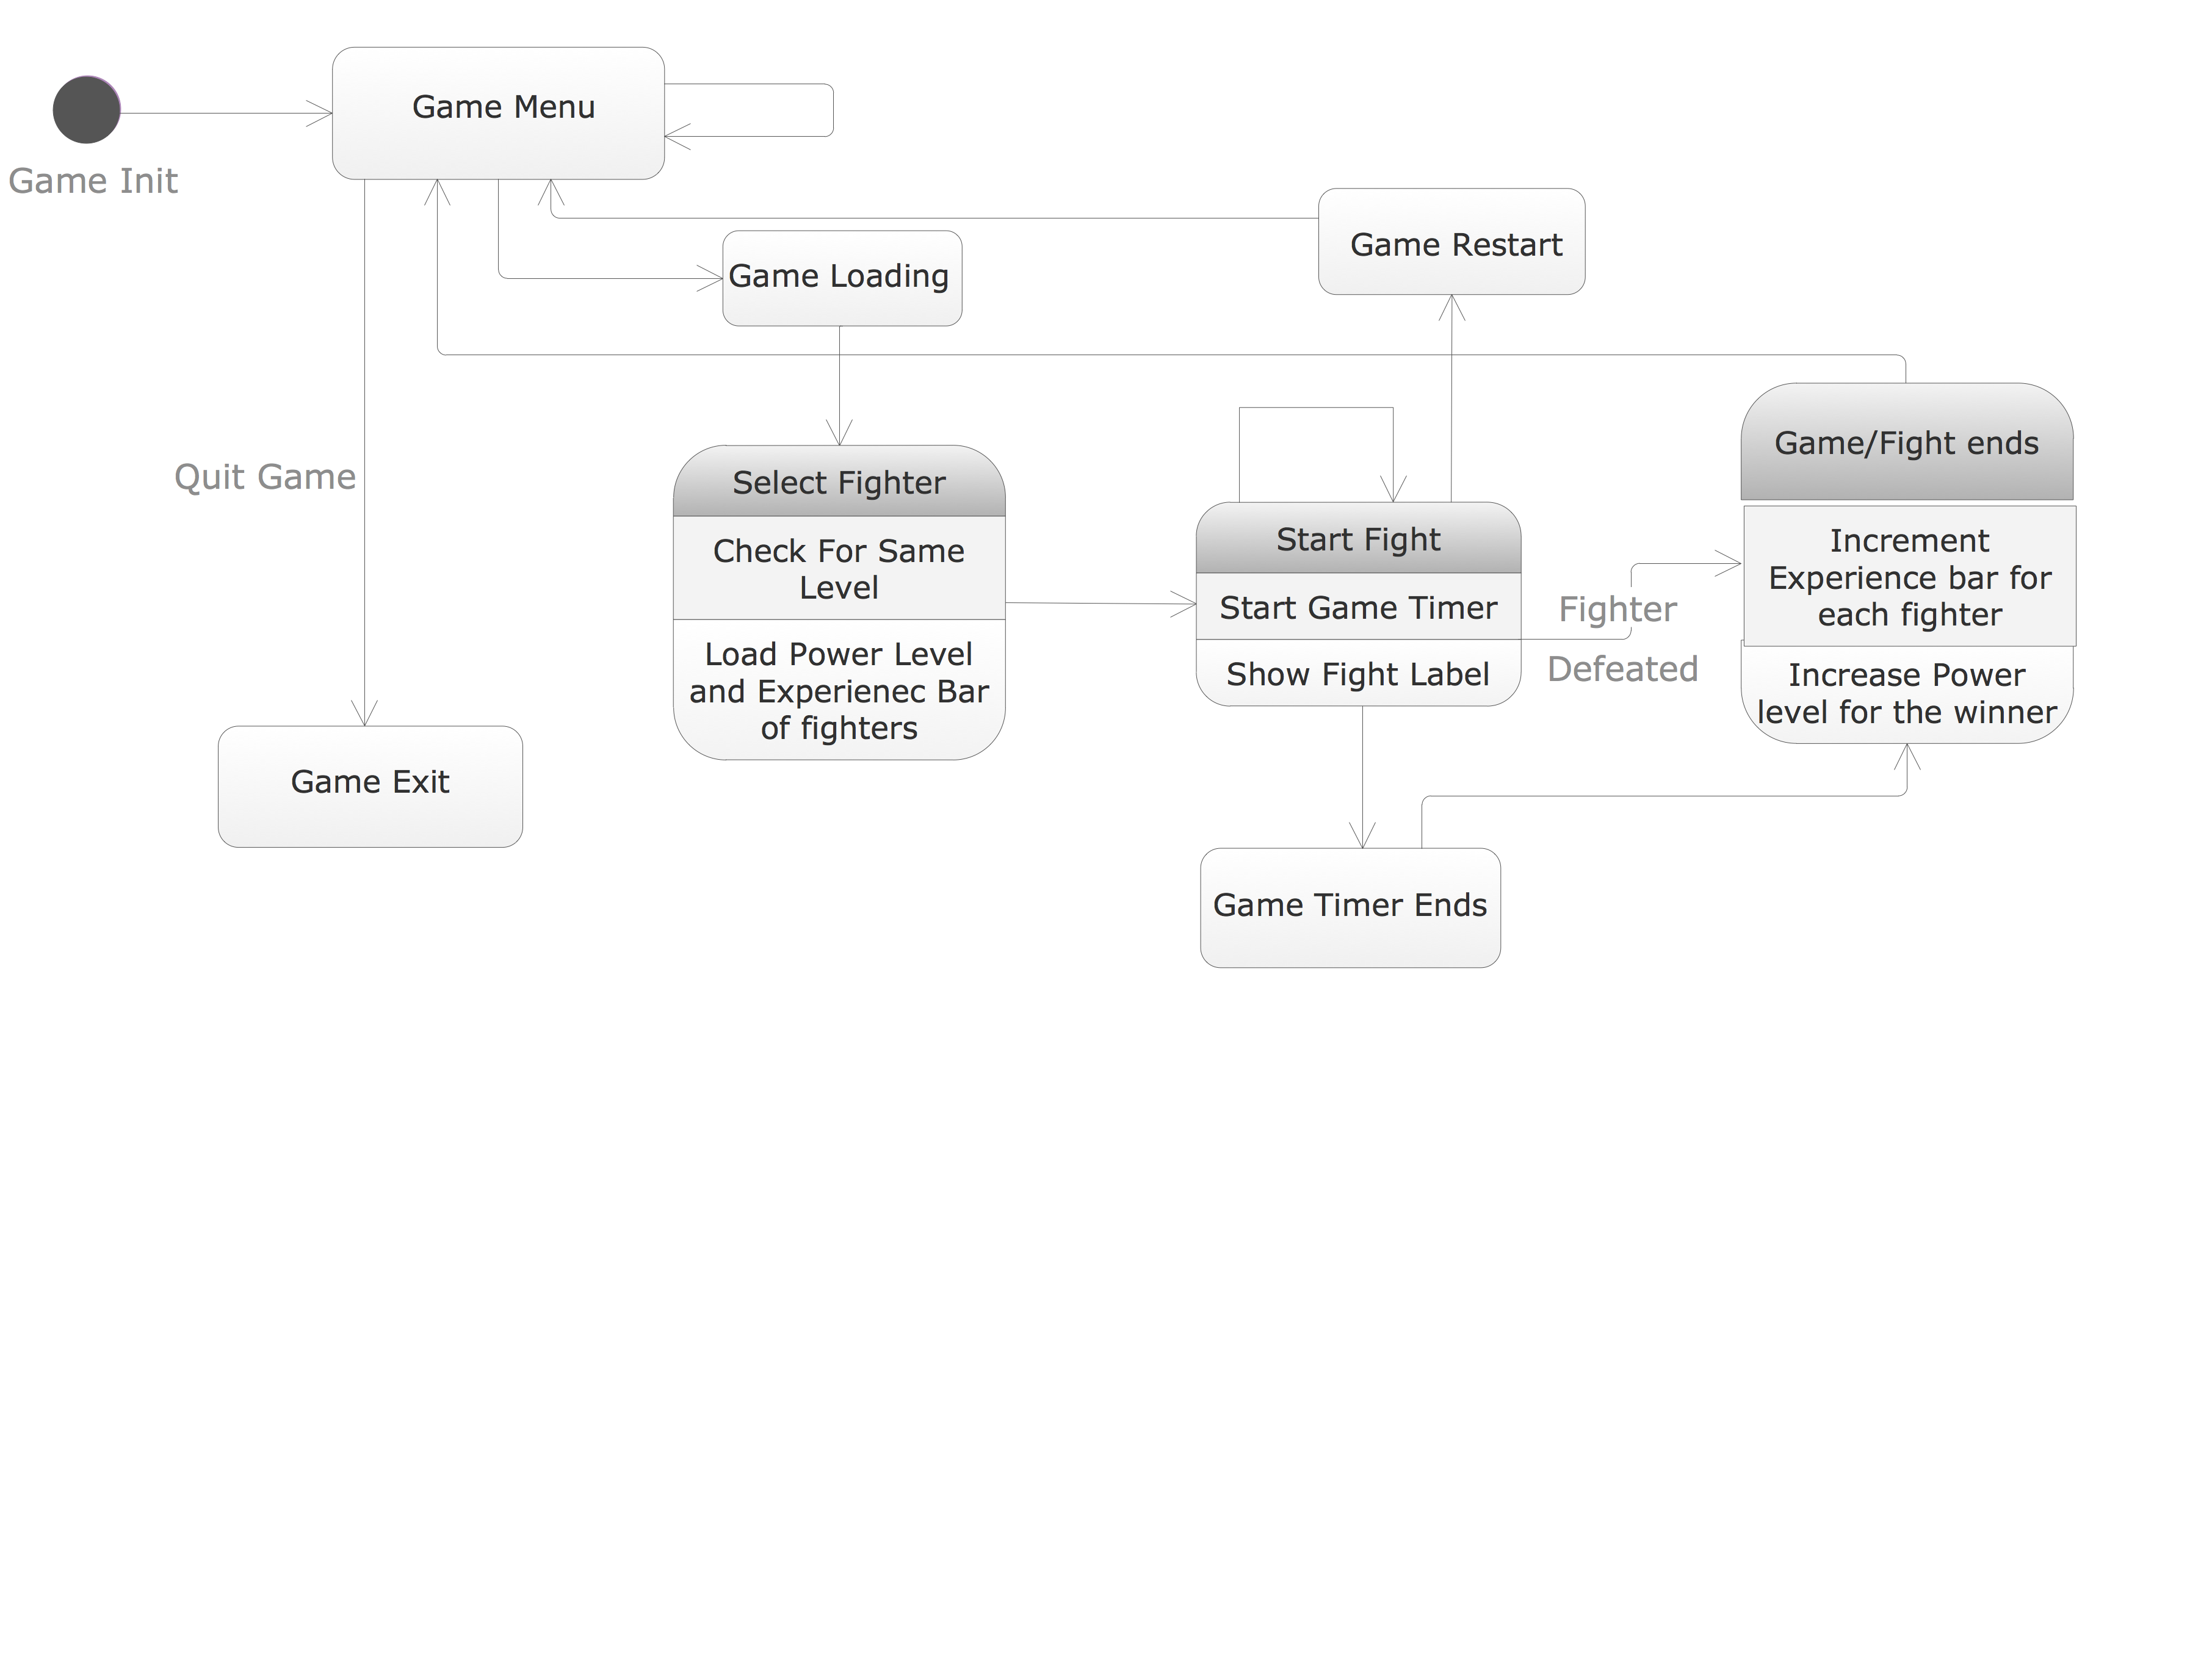 Game Menu
Game Init
Game Restart
Game Loading
Game/Fight ends
Quit Game
Select Fighter
Check For Same
Level
Load Power Level
and Experienec Bar
of fighters
Start Fight
Start Game Timer
Show Fight Label
Fighter
Defeated
Increment
Experience bar for
each fighter
Increase Power
level for the winner
Game Exit
Game Timer Ends